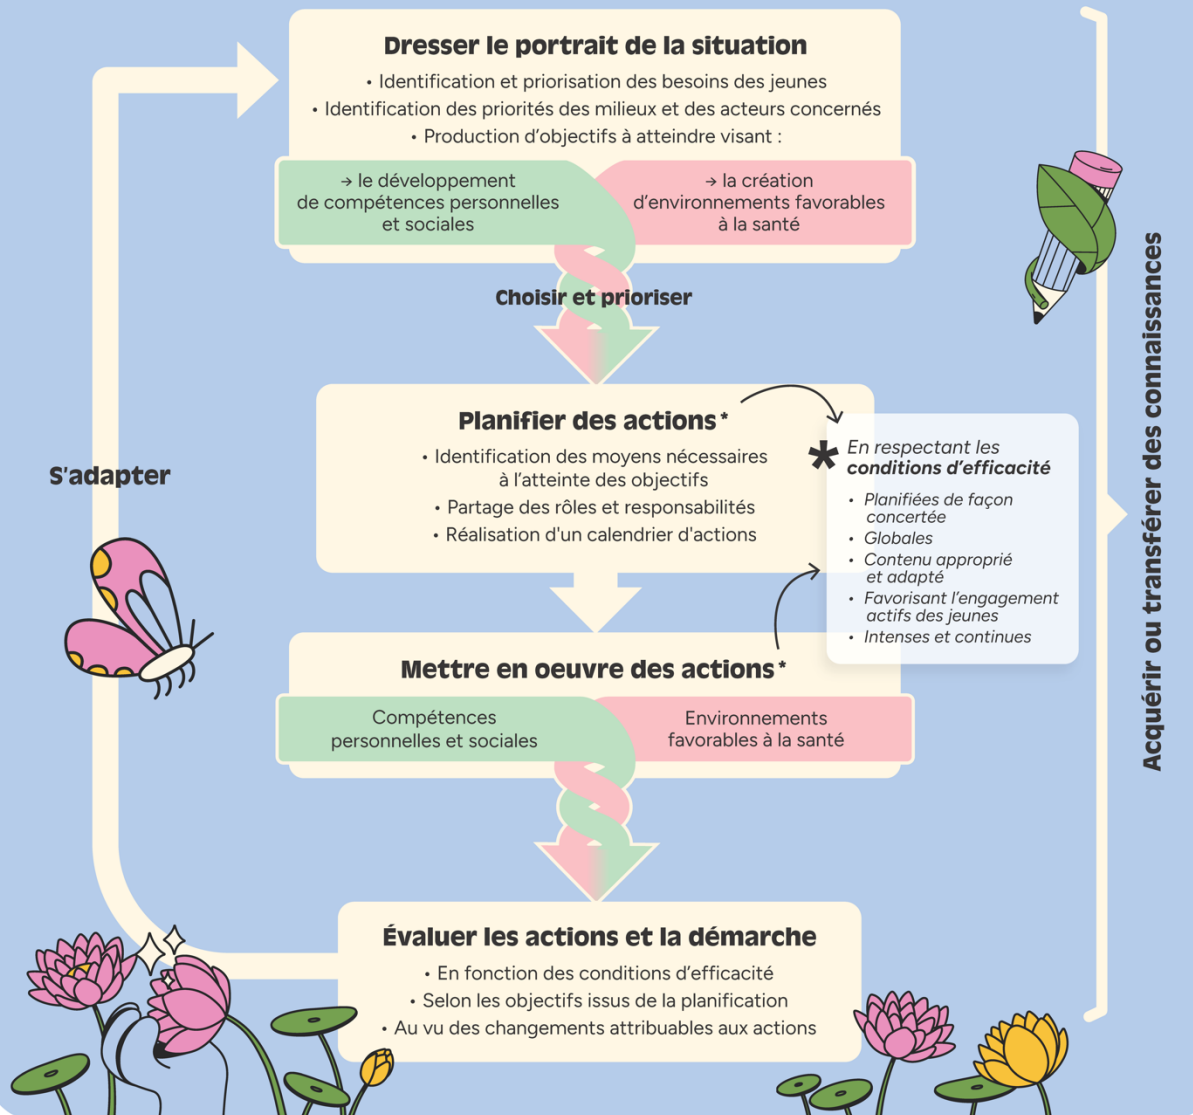 Dresser le portrait de la situation
• Identification et priorisation des besoins des jeunes
• Identification des priorités des milieux et des acteurs concernés
• Production d'objectifs à atteindre visant :
→ le développement
de compétences personnelles
et sociales
→ la création
d'environnements favorables
à la santé
Choisir et prioriser
Planifier des actions*
• Identification des moyens nécessaires
à l'atteinte des objectifs
• Partage des rôles et responsabilités
• Réalisation d'un calendrier d'actions
* En respectant les
conditions d'efficacité
• Planifiées de façon
concertée
• Globales
• Contenu approprié
et adapté
• Favorisant l'engagement
actifs des jeunes
• Intenses et continues
S'adapter
Mettre en oeuvre des actions*
Compétences
personnelles et sociales
Environnements
favorables à la santé
Évaluer les actions et la démarche
• En fonction des conditions d'efficacité
• Selon les objectifs issus de la planification
• Au vu des changements attribuables aux actions
Acquérir ou transférer des connaissances